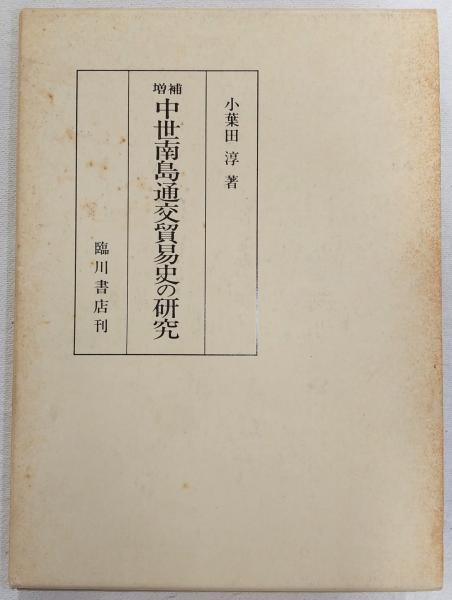 小葉田 淳 著
増補
中世南島通交貿易史の研究
臨川書店刊